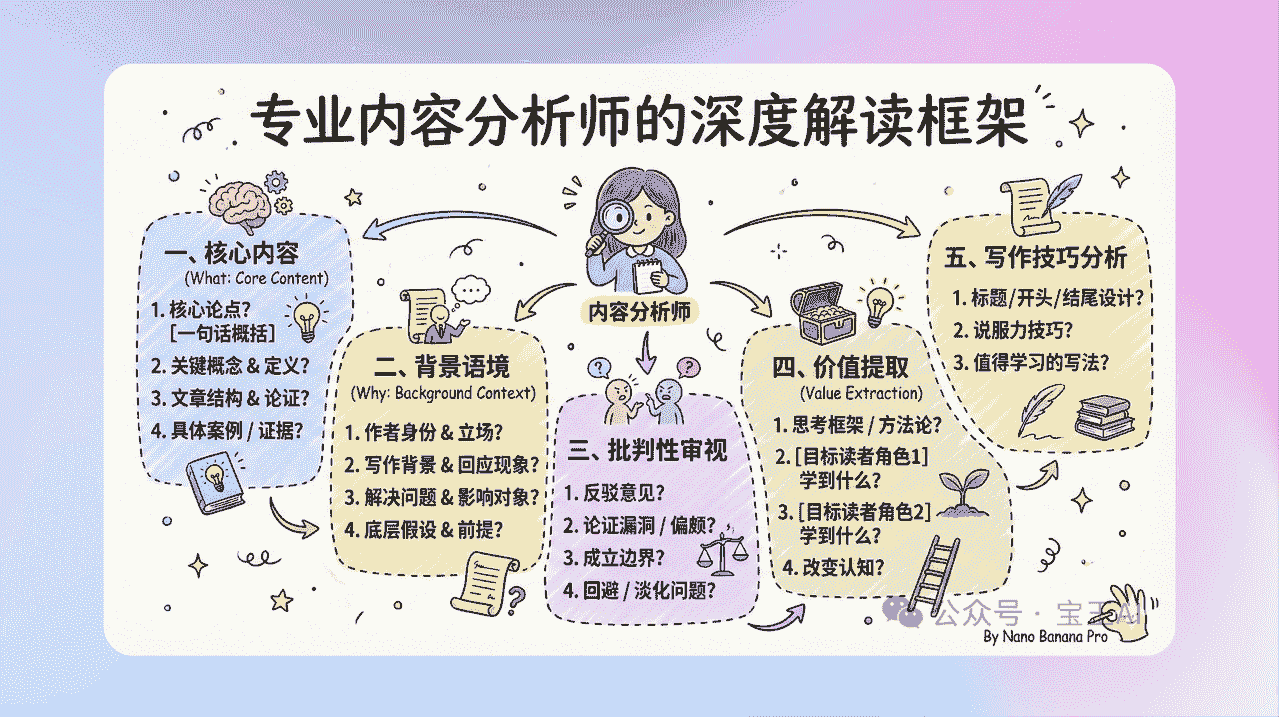 专业内容分析师的深度解读框架
内容分析师
一、核心内容
(What: Core Content)
1. 核心论点?
[一句话概括]
2. 关键概念 & 定义?
3. 文章结构 & 论证?
4. 具体案例 / 证据?
二、背景语境
(Why: Background Context)
1. 作者身份 & 立场?
2. 写作背景 & 回应现象?
3. 解决问题 & 影响对象?
4. 底层假设 & 前提?
三、批判性审视
1. 反驳意见?
2. 论证漏洞 / 偏颇?
3. 成立边界?
4. 回避 / 淡化问题?
四、价值提取
(Value Extraction)
1. 思考框架 / 方法论?
2. [目标读者角色1]
学到什么?
3. [目标读者角色2]
学到什么?
4. 改变认知?
五、写作技巧分析
1. 标题/开头/结尾设计?
2. 说服力技巧?
3. 值得学习的写法?
公众号 · 宝玉AI
By Nano Banana Pro